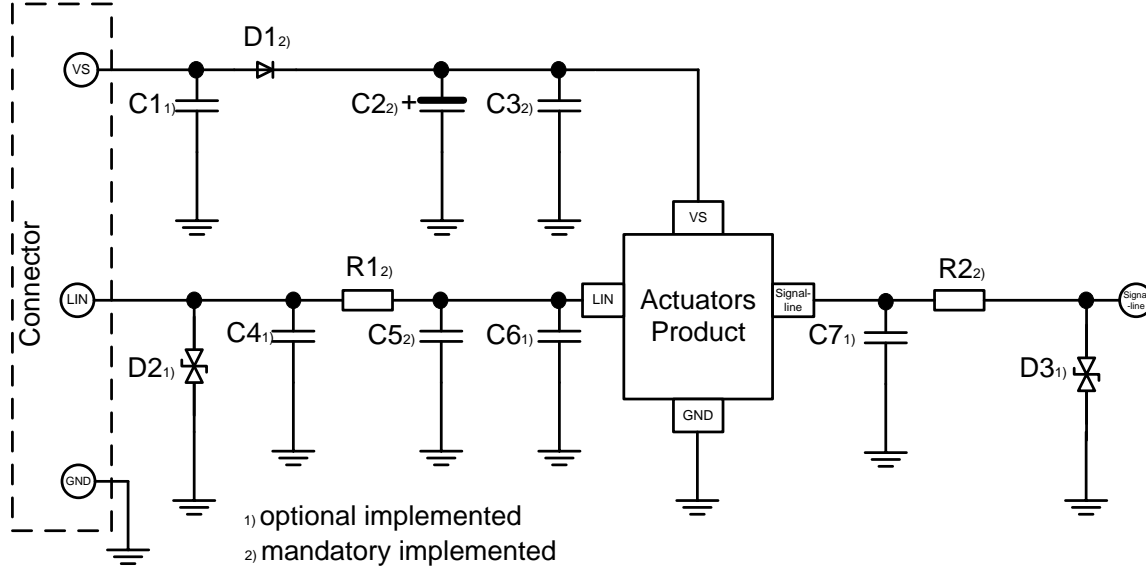 D1 2)
VS
C1 1)
C2 2) +
C3 2)
VS
Connector
LIN
R1 2)
LIN
Actuators
Product
Signal-
line
R2 2)
Signal
-line
C4 1)
C5 2)
C6 1)
C7 1)
D2 1)
D3 1)
GND
GND
1) optional implemented
2) mandatory implemented